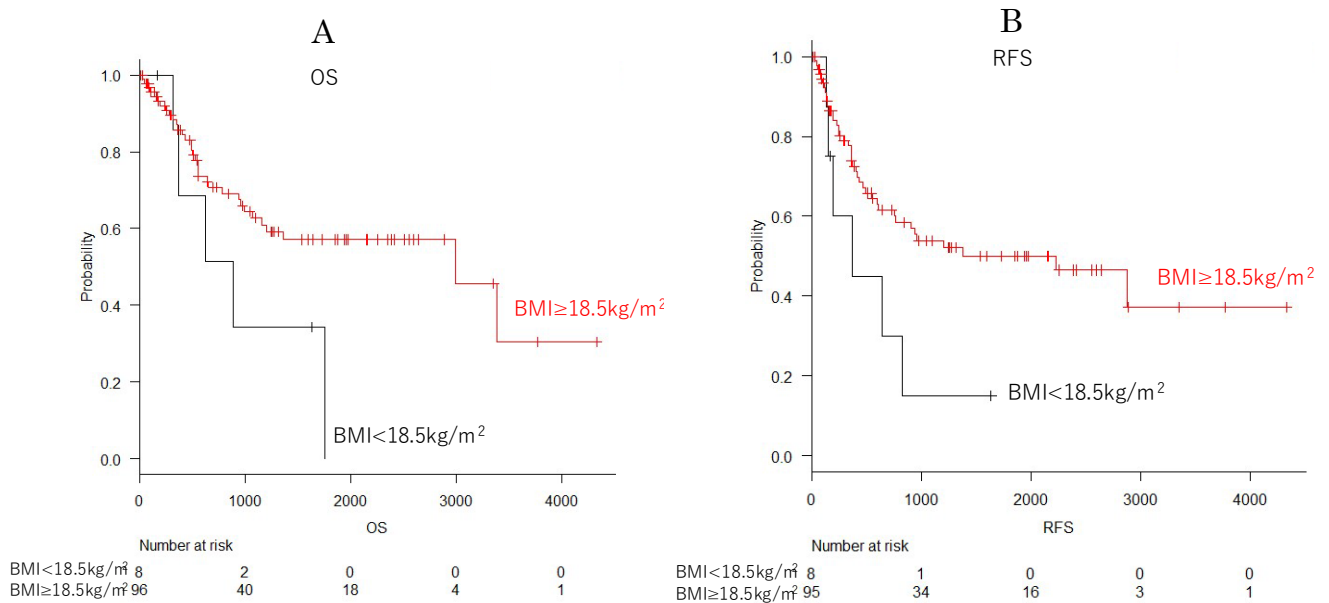 A
OS
1.0
0.8
0.6
0.4
0.2
0.0
Probability
BMI≥18.5kg/m²
BMI<18.5kg/m²
0 1000 2000 3000 4000
OS
Number at risk
BMI<18.5kg/m² 8 2 0 0 0
BMI≥18.5kg/m² 96 40 18 4 1
B
RFS
1.0
0.8
0.6
0.4
0.2
0.0
Probability
BMI≥18.5kg/m²
BMI<18.5kg/m²
0 1000 2000 3000 4000
RFS
Number at risk
BMI<18.5kg/m² 8 1 0 0 0
BMI≥18.5kg/m² 95 34 16 3 1